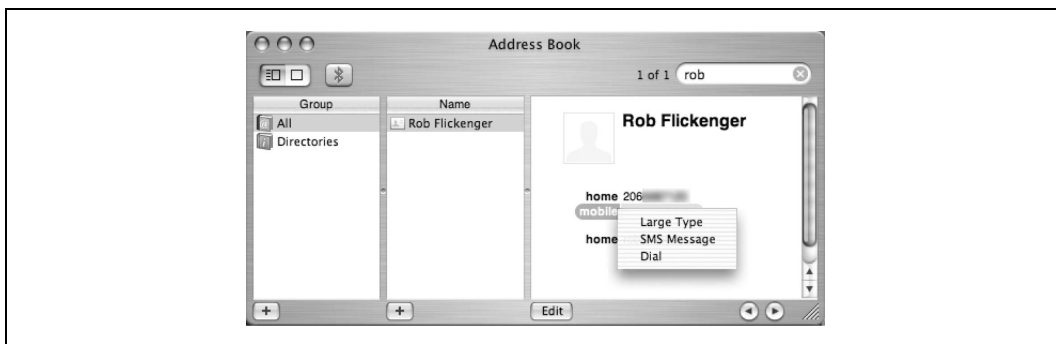 Address Book
1 of 1 rob
Group Name
All Rob Flickenger Rob Flickenger
Directories
home 206
mobile
Large Type
home SMS Message
Dial
Edit